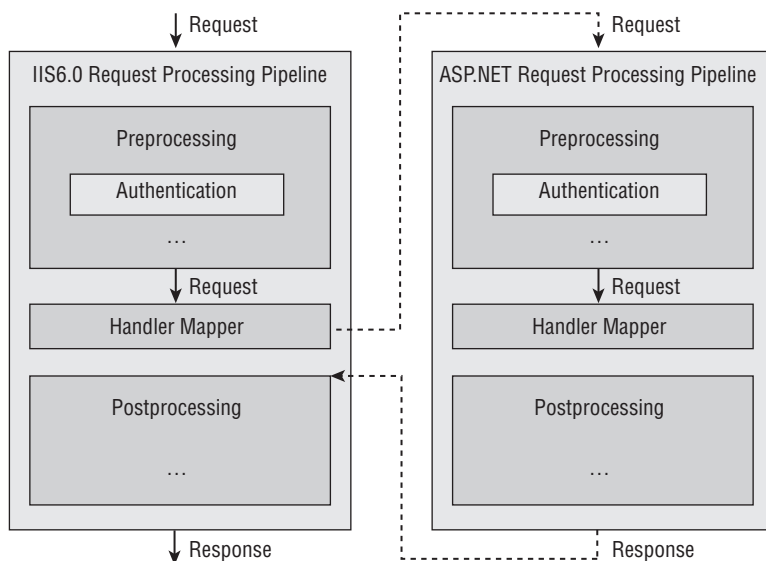 Request
IIS6.0 Request Processing Pipeline
Preprocessing
Authentication
...
Request
Handler Mapper
Postprocessing
...
Response
Request
ASP.NET Request Processing Pipeline
Preprocessing
Authentication
...
Request
Handler Mapper
Postprocessing
...
Response